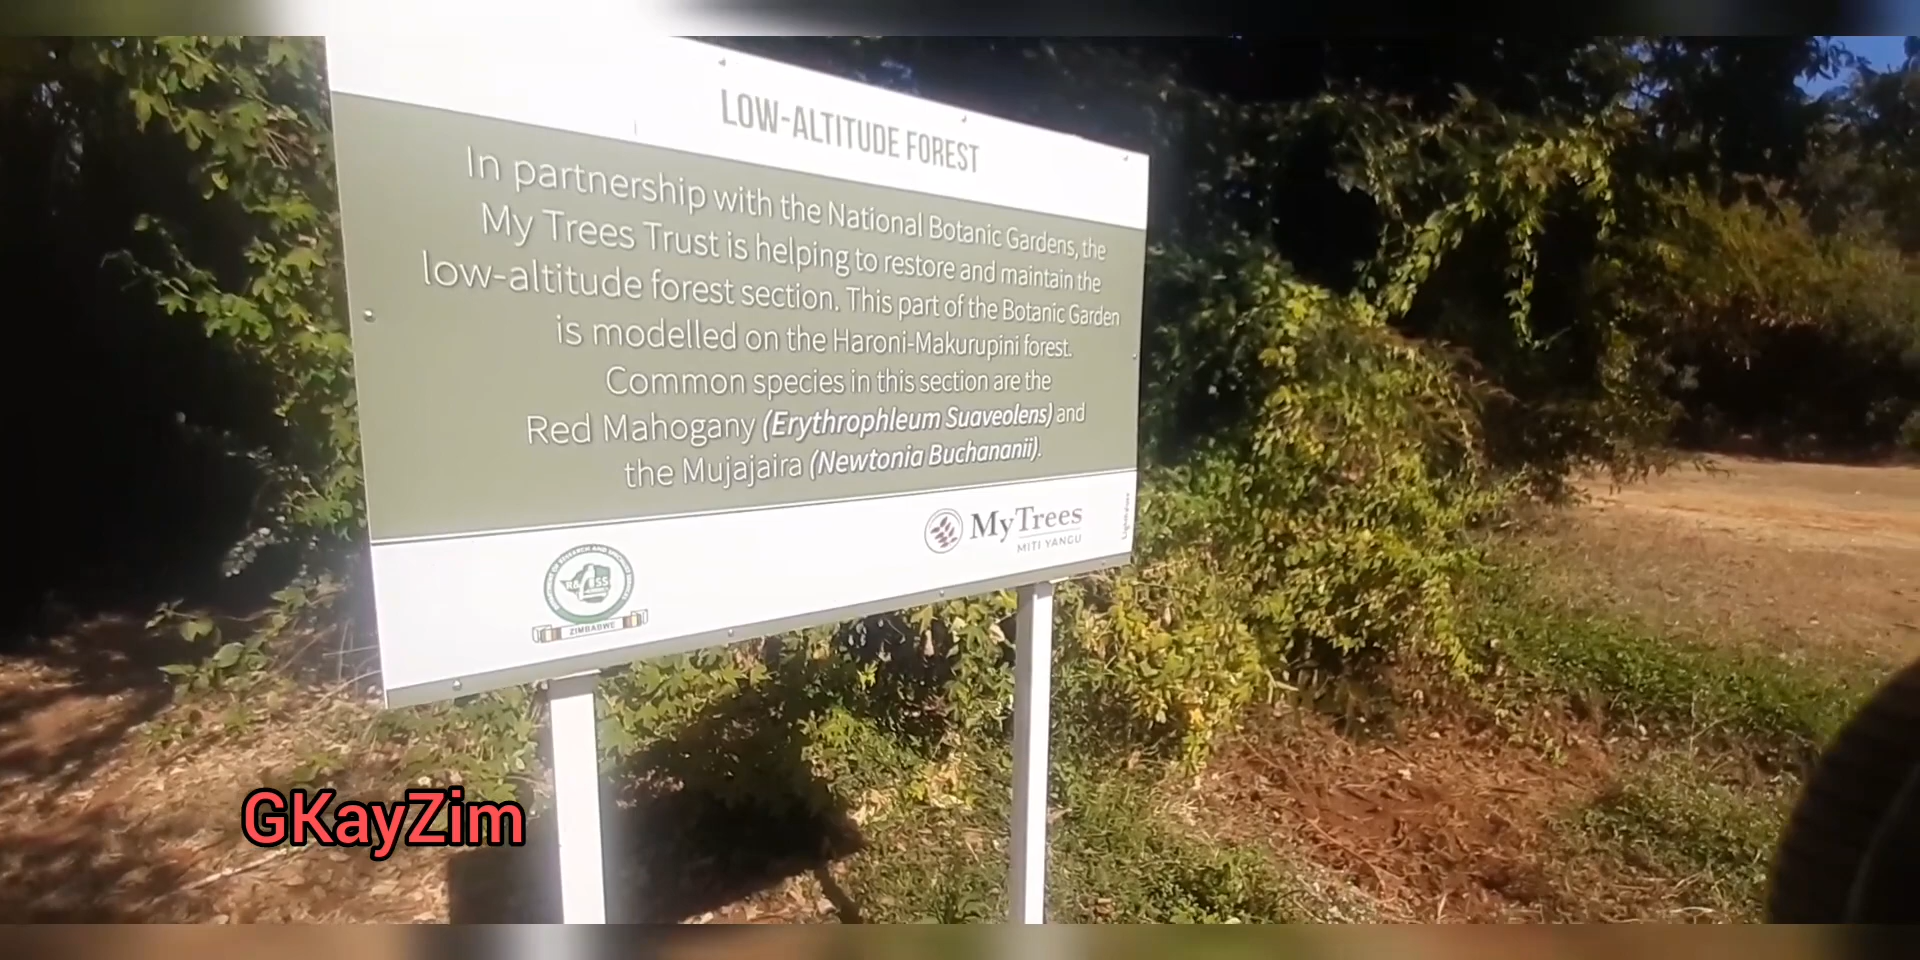 LOW-ALTITUDE FOREST
In partnership with the National Botanic Gardens, the
My Trees Trust is helping to restore and maintain the
low-altitude forest section. This part of the Botanic Garden
is modelled on the Haroni-Makurupini forest.
Common species in this section are the
Red Mahogany (Erythrophleum Suaveolens) and
the Mujajaira (Newtonia Buchananii).
MyTrees
MITI YANGU
R& SS
ZIMBABWE
GKayZim